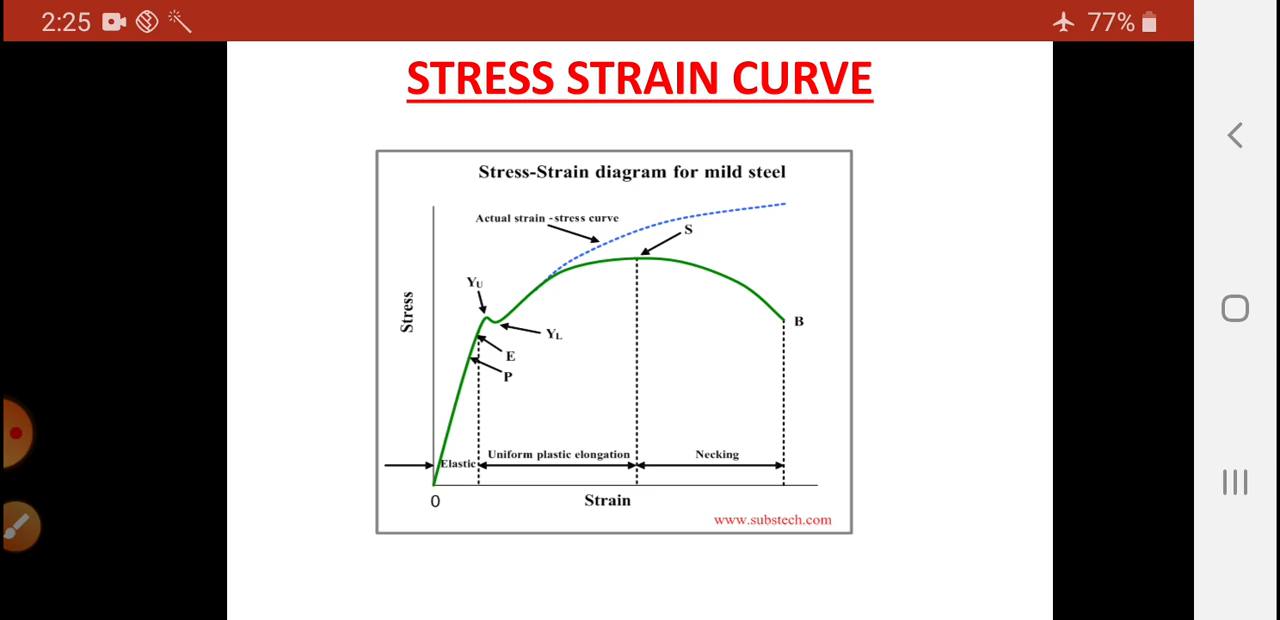 2:25
77%
STRESS STRAIN CURVE
Stress-Strain diagram for mild steel
Actual strain -stress curve
S
YU
Stress
YL
B
E
P
Uniform plastic elongation
Necking
Elastic
0
Strain
www.substech.com